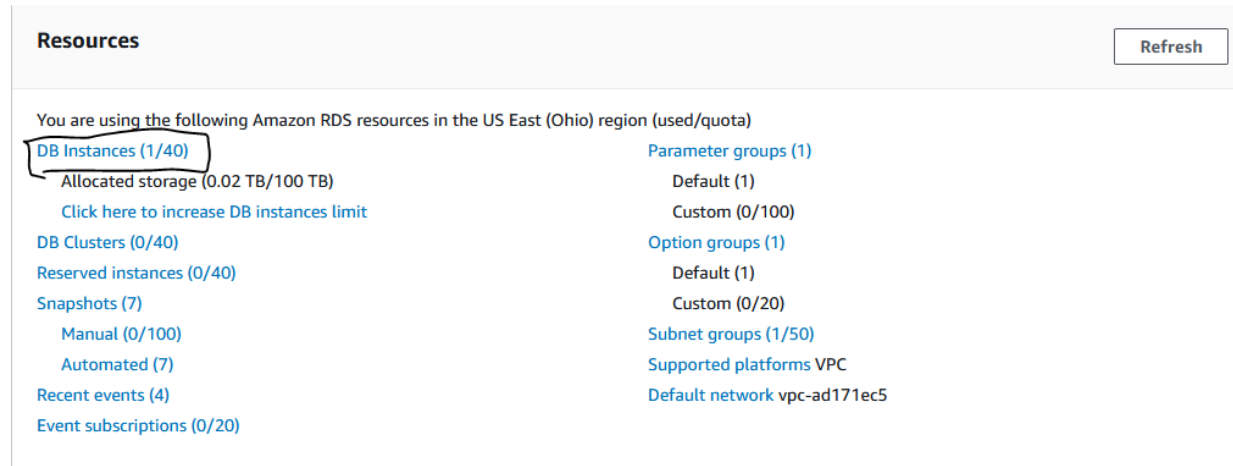 Resources
Refresh
You are using the following Amazon RDS resources in the US East (Ohio) region (used/quota)
DB Instances (1/40)
Allocated storage (0.02 TB/100 TB)
Click here to increase DB instances limit
DB Clusters (0/40)
Reserved instances (0/40)
Snapshots (7)
Manual (0/100)
Automated (7)
Recent events (4)
Event subscriptions (0/20)
Parameter groups (1)
Default (1)
Custom (0/100)
Option groups (1)
Default (1)
Custom (0/20)
Subnet groups (1/50)
Supported platforms VPC
Default network vpc-ad171ec5